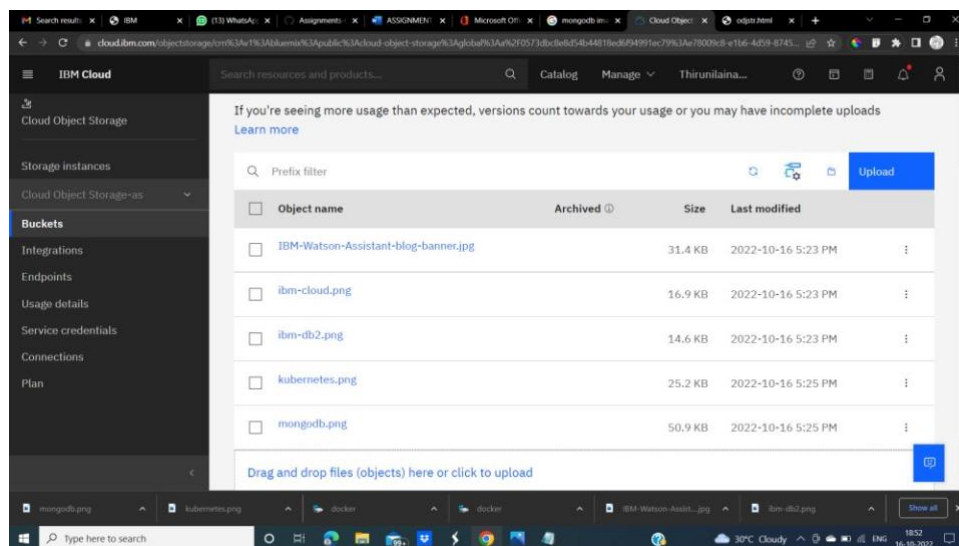 Search results
IBM
(13) WhatsAp
Assignments
ASSIGNMENT
Microsoft Off
mongodb im
Cloud Object
odjstr.html
cloud.ibm.com/objectstorage/
IBM Cloud
Search resources and products...
Catalog
Manage
Thirunilaina...
Cloud Object Storage
Storage instances
Cloud Object Storage-as
Buckets
Integrations
Endpoints
Usage details
Service credentials
Connections
Plan
If you're seeing more usage than expected, versions count towards your usage or you may have incomplete uploads
Learn more
Prefix filter
Upload
Object name Archived Size Last modified
IBM-Watson-Assistant-blog-banner.jpg 31.4 KB 2022-10-16 5:23 PM
ibm-cloud.png 16.9 KB 2022-10-16 5:23 PM
ibm-db2.png 14.6 KB 2022-10-16 5:23 PM
kubernetes.png 25.2 KB 2022-10-16 5:25 PM
mongodb.png 50.9 KB 2022-10-16 5:25 PM
Drag and drop files (objects) here or click to upload
mongodb.png
kubernetes.png
docker
docker
IBM-Watson-Assist....jpg
ibm-db2.png
Show all
Type here to search
99+
30°C Cloudy
ENG
18:52
16-10-2022